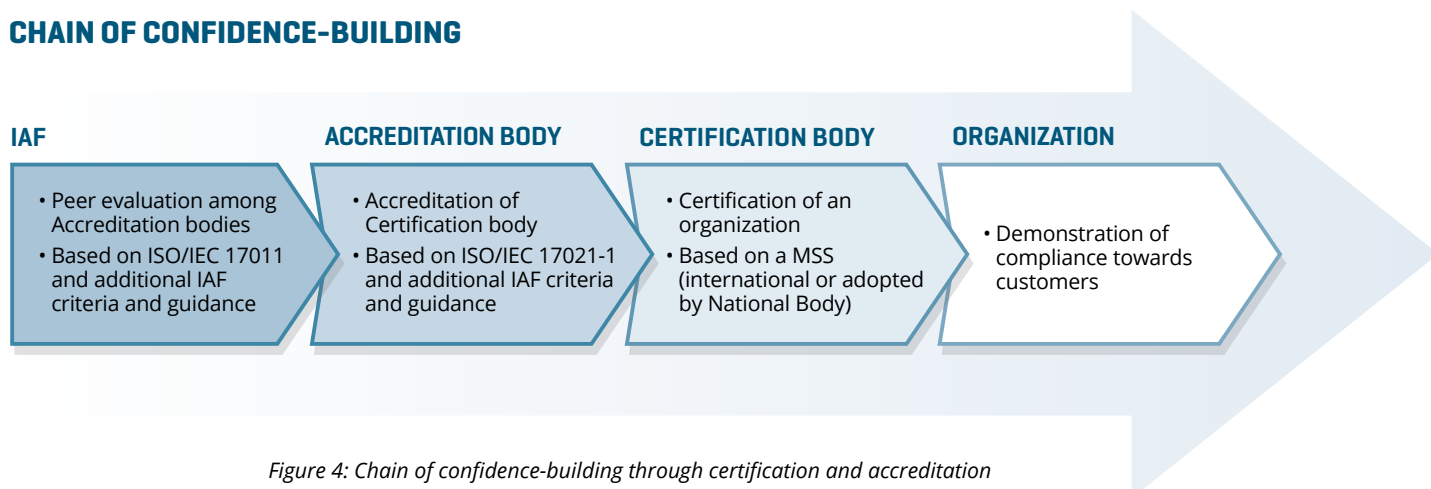 CHAIN OF CONFIDENCE-BUILDING
IAF
• Peer evaluation among
Accreditation bodies
• Based on ISO/IEC 17011
and additional IAF
criteria and guidance
ACCREDITATION BODY
• Accreditation of
Certification body
• Based on ISO/IEC 17021-1
and additional IAF criteria
and guidance
CERTIFICATION BODY
• Certification of an
organization
• Based on a MSS
(international or adopted
by National Body)
ORGANIZATION
• Demonstration of
compliance towards
customers
Figure 4: Chain of confidence-building through certification and accreditation